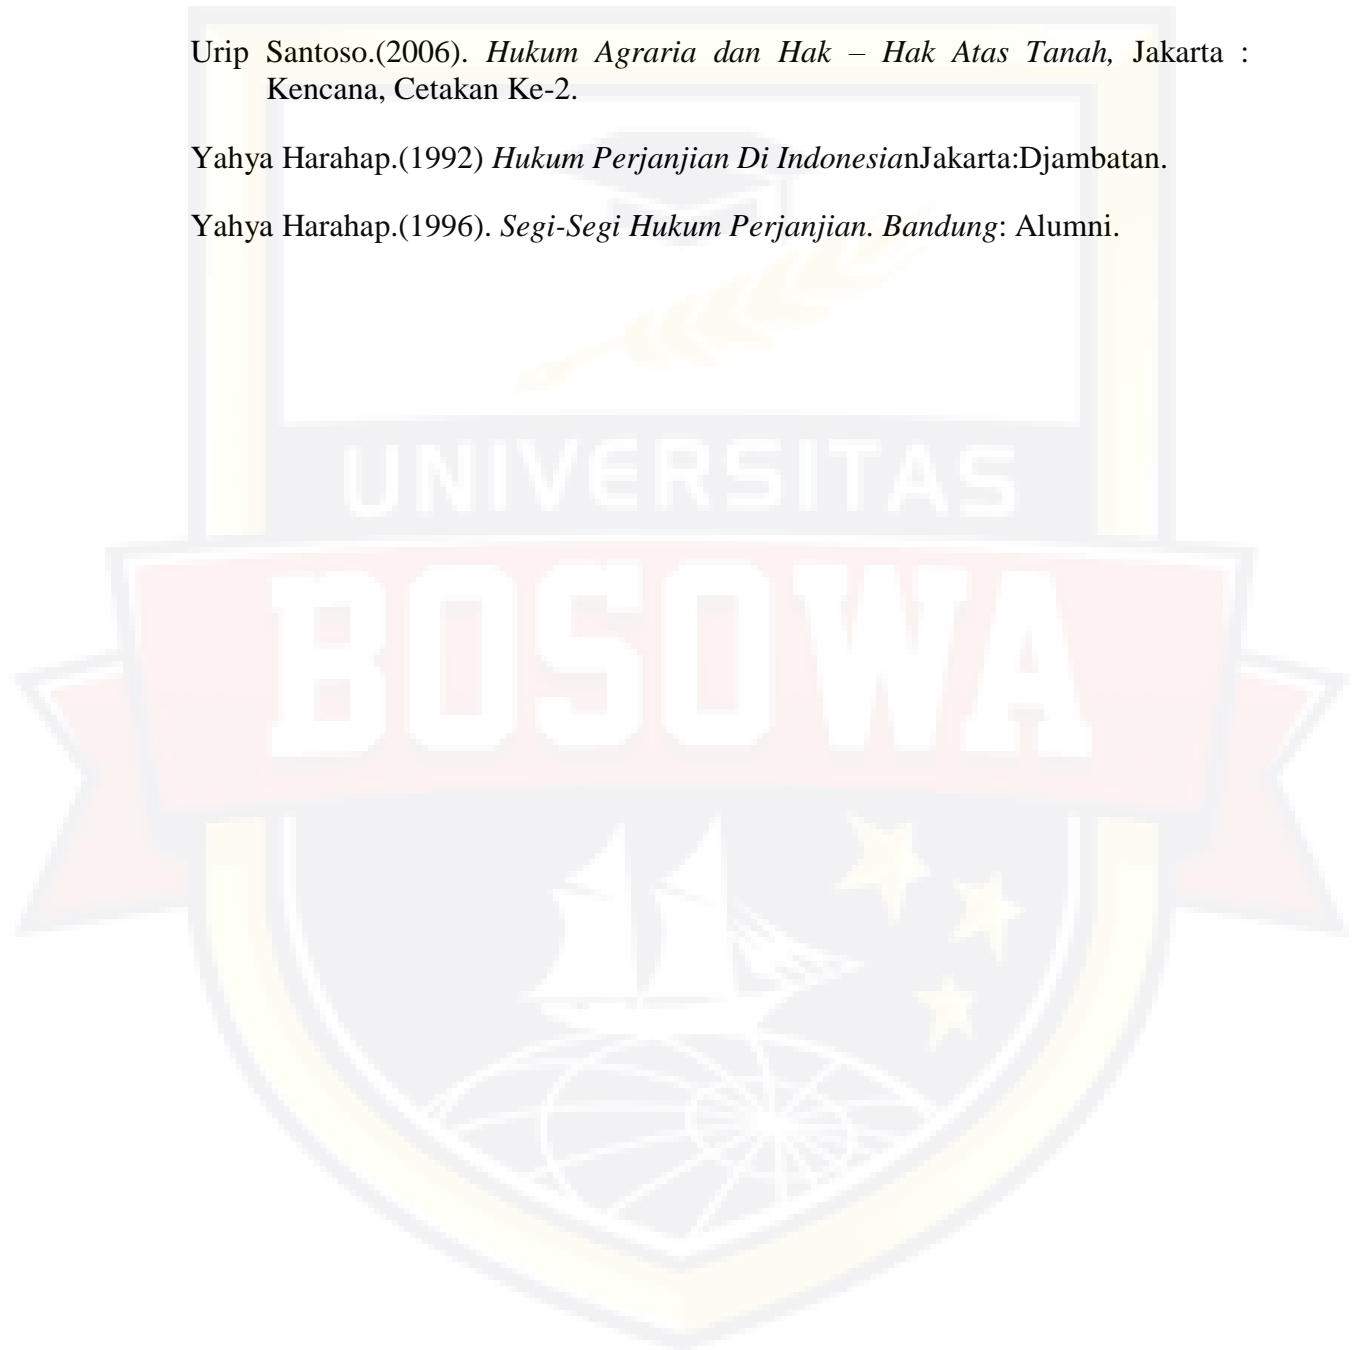 Urip Santoso.(2006). Hukum Agraria dan Hak – Hak Atas Tanah, Jakarta :
Kencana, Cetakan Ke-2.
Yahya Harahap.(1992) Hukum Perjanjian Di IndonesianJakarta:Djambatan.
Yahya Harahap.(1996). Segi-Segi Hukum Perjanjian. Bandung: Alumni.
UNIVERSITAS
BOSOWA